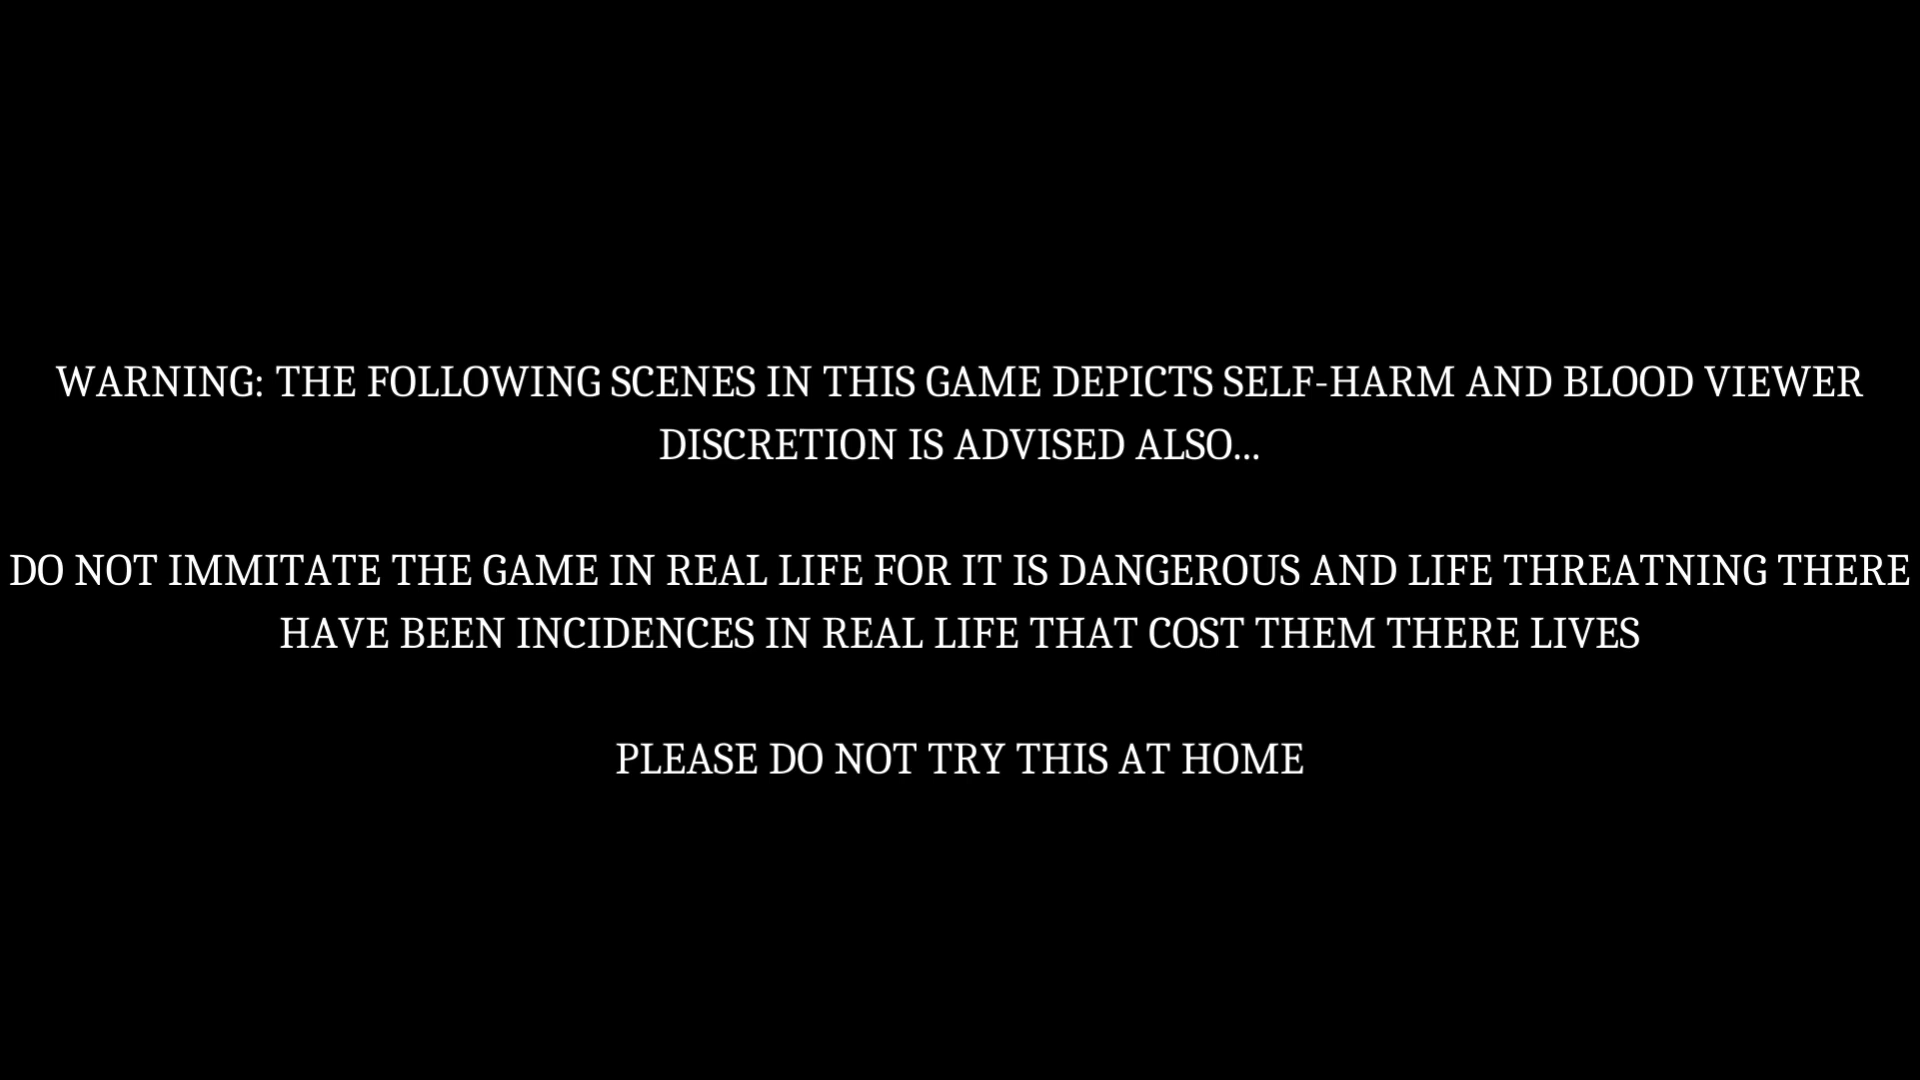 WARNING: THE FOLLOWING SCENES IN THIS GAME DEPICTS SELF-HARM AND BLOOD VIEWER
DISCRETION IS ADVISED ALSO...
DO NOT IMMITATE THE GAME IN REAL LIFE FOR IT IS DANGEROUS AND LIFE THREATNING THERE
HAVE BEEN INCIDENCES IN REAL LIFE THAT COST THEM THERE LIVES
PLEASE DO NOT TRY THIS AT HOME